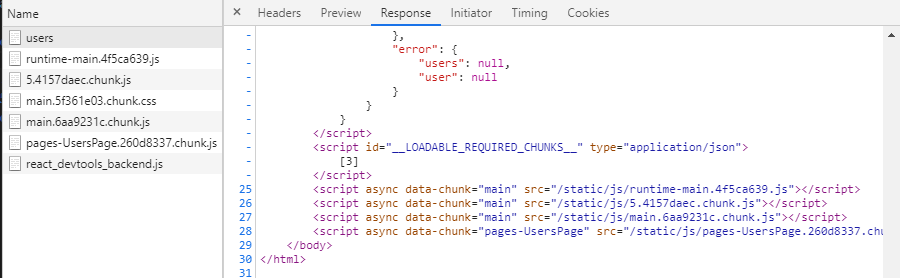 Name
users
runtime-main.4f5ca639.js
5.4157daec.chunk.js
main.5f361e03.chunk.css
main.6aa9231c.chunk.js
pages-UsersPage.260d8337.chunk.js
react_devtools_backend.js
× Headers Preview Response Initiator Timing Cookies
- },
- "error": {
- "users": null,
- "user": null
- }
- }
- }
- </script>
- <script id="__LOADABLE_REQUIRED_CHUNKS__" type="application/json">
- [3]
- </script>
25 <script async data-chunk="main" src="/static/js/runtime-main.4f5ca639.js"></script>
26 <script async data-chunk="main" src="/static/js/5.4157daec.chunk.js"></script>
27 <script async data-chunk="main" src="/static/js/main.6aa9231c.chunk.js"></script>
28 <script async data-chunk="pages-UsersPage" src="/static/js/pages-UsersPage.260d8337.chu
29 </body>
30 </html>
31